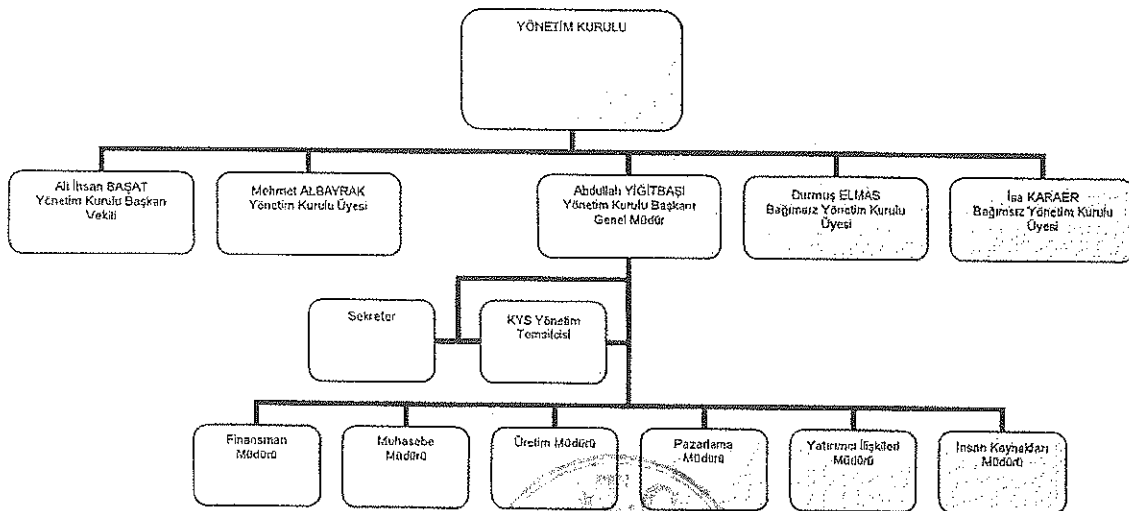 YÖNETİM KURULU
Ali İhsan BAŞAT
Yönetim Kurulu Başkan
Vekili
Mehmet ALBAYRAK
Yönetim Kurulu Üyesi
Abdullah YİĞİTBAŞI
Yönetim Kurulu Başkanı
Genel Müdür
Durmuş ELMAS
Bağımsız Yönetim Kurulu
Üyesi
İsa KARAER
Bağımsız Yönetim Kurulu
Üyesi
Sekreter
KYS Yönetim
Temsilcisi
Finansman
Müdürü
Muhasebe
Müdürü
Üretim Müdürü
Pazarlama
Müdürü
Yatırımcı İlişkileri
Müdürü
İnsan Kaynakları
Müdürü